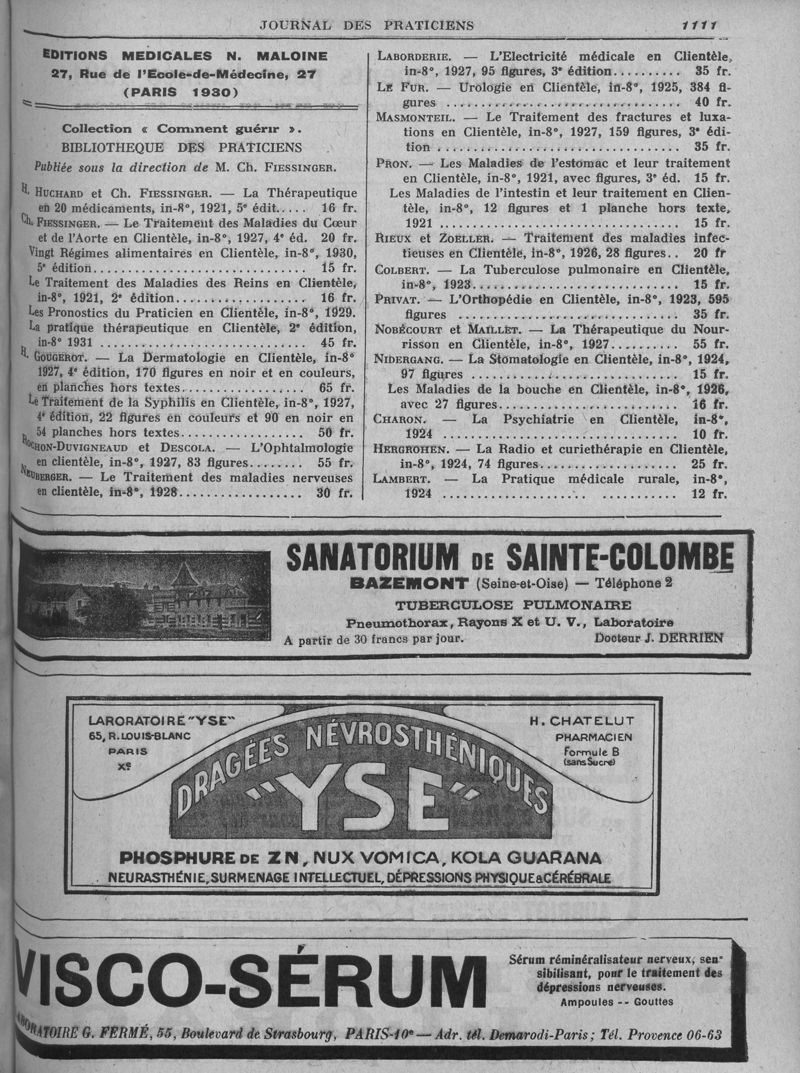 JOURNAL DES PRATICIENS 1111
EDITIONS MEDICALES N. MALOINE
27, Rue de l'Ecole-de-Médecine, 27
(PARIS 1930)
Collection « Comment guérir ».
BIBLIOTHEQUE DES PRATICIENS
Publiée sous la direction de M. Ch. FIESSINGER.
H. HUCHARD et Ch. FIESSINGER. — La Thérapeutique
en 20 médicaments, in-8°, 1921, 5e édit..... 16 fr.
Ch. FIESSINGER. — Le Traitement des Maladies du Cœur
et de l'Aorte en Clientèle, in-8°, 1927, 4e éd. 20 fr.
Vingt Régimes alimentaires en Clientèle, in-8°, 1930,
5e édition........................ 15 fr.
Le Traitement des Maladies des Reins en Clientèle,
in-8°, 1921, 2e édition.................. 16 fr.
Les Pronostics du Praticien en Clientèle, in-8°, 1929.
La pratique thérapeutique en Clientèle, 2e édition,
in-8° 1931 ........................ 45 fr.
H. GOUGEROT. — La Dermatologie en Clientèle, in-8°
1927, 4e édition, 170 figures en noir et en couleurs,
en planches hors textes.................. 65 fr.
Le Traitement de la Syphilis en Clientèle, in-8°, 1927,
4e édition, 22 figures en couleurs et 90 en noir en
54 planches hors textes.................. 50 fr.
ROCHON-DUVIGNEAUD et DESCOLA. — L'Ophtalmologie
en clientèle, in-8°, 1927, 83 figures........ 55 fr.
NEUBERGER. — Le Traitement des maladies nerveuses
en clientèle, in-8°, 1928.................. 30 fr.
LABORDERIE. — L'Electricité médicale en Clientèle,
in-8°, 1927, 95 figures, 3e édition.......... 35 fr.
LE FUR. — Urologie en Clientèle, in-8°, 1925, 384 fi-
gures ........................ 40 fr.
MASMONTEIL. — Le Traitement des fractures et luxa-
tions en Clientèle, in-8°, 1927, 159 figures, 3e édi-
tion ........................ 35 fr.
PRON. — Les Maladies de l'estomac et leur traitement
en Clientèle, in-8°, 1921, avec figures, 3e éd. 15 fr.
Les Maladies de l'intestin et leur traitement en Clien-
tèle, in-8°, 12 figures et 1 planche hors texte,
1921 ........................ 15 fr.
RIEUX et ZOELLER. — Traitement des maladies infec-
tieuses en Clientèle, in-8°, 1926, 28 figures.. 20 fr
COLBERT. — La Tuberculose pulmonaire en Clientèle,
in-8°, 1923........................ 15 fr.
PRIVAT. — L'Orthopédie en Clientèle, in-8°, 1923, 595
figures ........................ 35 fr.
NOBÉCOURT et MAILLET. — La Thérapeutique du Nour-
risson en Clientèle, in-8°, 1927.......... 55 fr.
NIDERGANG. — La Stomatologie en Clientèle, in-8°, 1924,
97 figures ........................ 15 fr.
Les Maladies de la bouche en Clientèle, in-8°, 1926,
avec 27 figures........................ 16 fr.
CHARON. — La Psychiatrie en Clientèle, in-8°,
1924 ........................ 10 fr.
HERGROHEN. — La Radio et curiethérapie en Clientèle,
in-8°, 1924, 74 figures.................. 25 fr.
LAMBERT. — La Pratique médicale rurale, in-8°,
1924 ........................ 12 fr.
SANATORIUM DE SAINTE-COLOMBE
BAZEMONT (Seine-et-Oise) — Téléphone 2
TUBERCULOSE PULMONAIRE
Pneumothorax, Rayons X et U. V., Laboratoire
A partir de 30 francs par jour. Docteur J. DERRIEN
LARORATOIRE "YSE"
65, R. LOUIS-BLANC
PARIS
Xe
H. CHATELUT
PHARMACIEN
Formule B
(sans Sucre)
DRAGÉES NÉVROSTHÉNIQUES
"YSE"
PHOSPHURE DE ZN, NUX VOMICA, KOLA GUARANA
NEURASTHÉNIE, SURMENAGE INTELLECTUEL, DÉPRESSIONS PHYSIQUE & CÉRÉBRALE
VISCO-SÉRUM
Sérum réminéralisateur nerveux, sen-
sibilisant, pour le traitement des
dépressions nerveuses.
Ampoules -- Gouttes
LABORATOIRE G. FERMÉ, 55, Boulevard de Strasbourg, PARIS-10e — Adr. tél. Demarodi-Paris; Tél. Provence 06-63